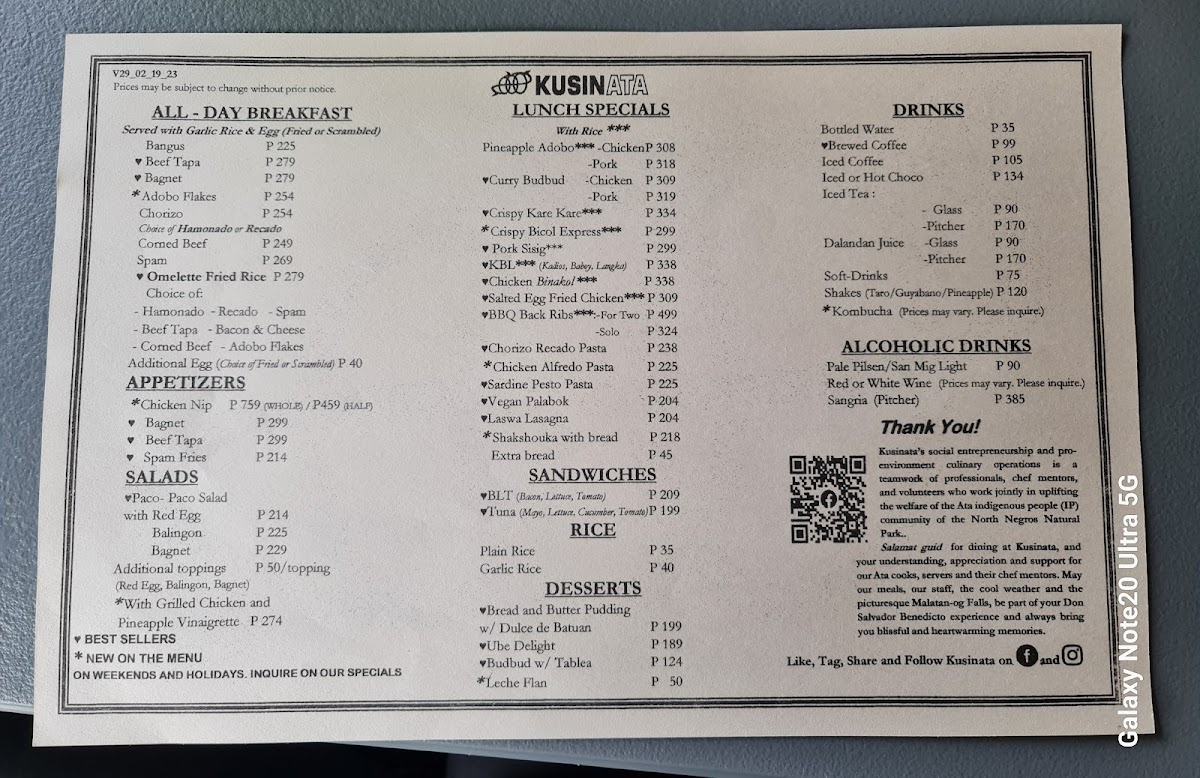 V29_02_19_23
Prices may be subject to change without prior notice.
ALL - DAY BREAKFAST
Served with Garlic Rice & Egg (Fried or Scrambled)
Bangus P 225
♥ Beef Tapa P 279
♥ Bagnet P 279
* Adobo Flakes P 254
Chorizo P 254
Choice of Hamonado or Recado
Corned Beef P 249
Spam P 269
♥ Omelette Fried Rice P 279
Choice of:
- Hamonado - Recado - Spam
- Beef Tapa - Bacon & Cheese
- Corned Beef - Adobo Flakes
Additional Egg (Choice of Fried or Scrambled) P 40
APPETIZERS
*Chicken Nip P 759 (WHOLE) / P459 (HALF)
♥ Bagnet P 299
♥ Beef Tapa P 299
♥ Spam Fries P 214
SALADS
♥Paco- Paco Salad
with Red Egg P 214
Balingon P 225
Bagnet P 229
Additional toppings P 50/topping
(Red Egg, Balingon, Bagnet)
*With Grilled Chicken and
Pineapple Vinaigrette P 274
♥ BEST SELLERS
* NEW ON THE MENU
ON WEEKENDS AND HOLIDAYS. INQUIRE ON OUR SPECIALS
KUSINATA
LUNCH SPECIALS
With Rice ***
Pineapple Adobo*** -Chicken P 308
-Pork P 318
♥Curry Budbud -Chicken P 309
-Pork P 319
♥Crispy Kare Kare*** P 334
*Crispy Bicol Express*** P 299
♥ Pork Sisig*** P 299
♥KBL*** (Kadios, Baboy, Langka) P 338
♥Chicken Binakol *** P 338
♥Salted Egg Fried Chicken*** P 309
♥BBQ Back Ribs***:-For Two P 499
-Solo P 324
♥Chorizo Recado Pasta P 238
*Chicken Alfredo Pasta P 225
♥Sardine Pesto Pasta P 225
♥Vegan Palabok P 204
♥Laswa Lasagna P 204
*Shakshouka with bread P 218
Extra bread P 45
SANDWICHES
♥BLT (Bacon, Lettuce, Tomato) P 209
♥Tuna (Mayo, Lettuce, Cucumber, Tomato) P 199
RICE
Plain Rice P 35
Garlic Rice P 40
DESSERTS
♥Bread and Butter Pudding
w/ Dulce de Batuan P 199
♥Ube Delight P 189
♥Budbud w/ Tablea P 124
*Leche Flan P 50
DRINKS
Bottled Water P 35
♥Brewed Coffee P 99
Iced Coffee P 105
Iced or Hot Choco P 134
Iced Tea :
- Glass P 90
-Pitcher P 170
Dalandan Juice -Glass P 90
-Pitcher P 170
Soft-Drinks P 75
Shakes (Taro/Guyabano/Pineapple) P 120
*Kombucha (Prices may vary. Please inquire.)
ALCOHOLIC DRINKS
Pale Pilsen/San Mig Light P 90
Red or White Wine (Prices may vary. Please inquire.)
Sangria (Pitcher) P 385
Thank You!
Kusinata's social entrepreneurship and pro-
environment culinary operations is a
teamwork of professionals, chef mentors,
and volunteers who work jointly in uplifting
the welfare of the Ata indigenous people (IP)
community of the North Negros Natural
Park..
Salamat guid for dining at Kusinata, and
your understanding, appreciation and support for
our Ata cooks, servers and their chef mentors. May
our meals, our staff, the cool weather and the
picturesque Malatan-og Falls, be part of your Don
Salvador Benedicto experience and always bring
you blissful and heartwarming memories.
Like, Tag, Share and Follow Kusinata on f and
Galaxy Note20 Ultra 5G